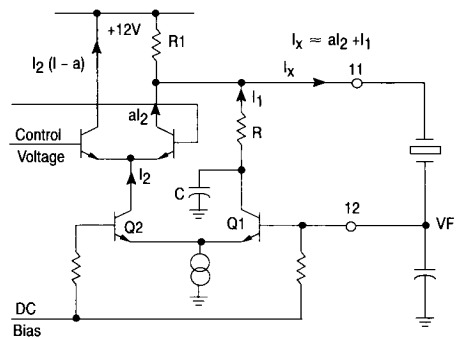 +12V
R1
I₂ (I – a)
Iₓ ≈ aI₂ +I₁
11
I₁
Iₓ
aI₂
R
Control
Voltage
I₂
C
Q2
Q1
12
VF
DC
Bias